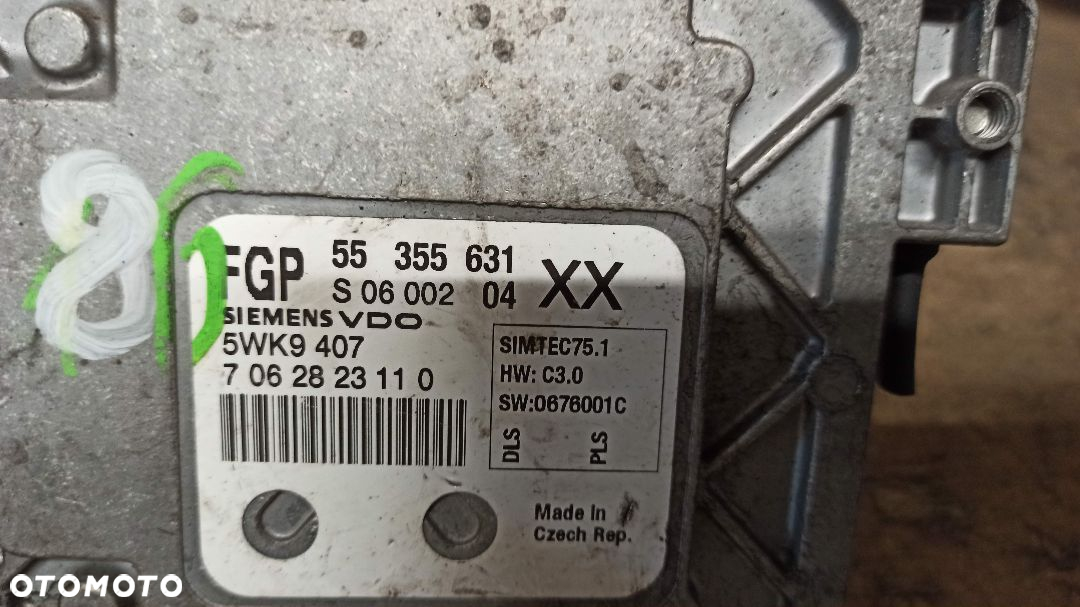 8
FGP 55 355 631 XX
S 06 002 04
SIEMENS VDO
5WK9 407
7 06 28 23 11 0
SIMTEC75.1
HW: C3.0
SW:0676001C
DLS PLS
Made in
Czech Rep.
OTOMOTO